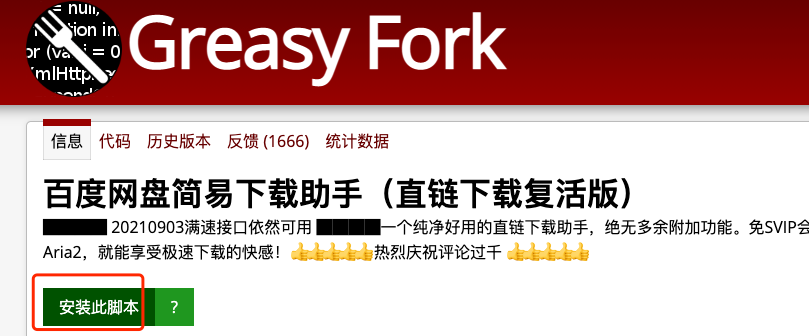 = null,
nction in
or (var i = 0
XmlHttp
Greasy Fork
信息 代码 历史版本 反馈 (1666) 统计数据
百度网盘简易下载助手（直链下载复活版）
20210903满速接口依然可用 一个纯净好用的直链下载助手，绝无多余附加功能。免SVIP会
Aria2，就能享受极速下载的快感！👍👍👍👍👍热烈庆祝评论过千 👍👍👍👍👍
安装此脚本 ?